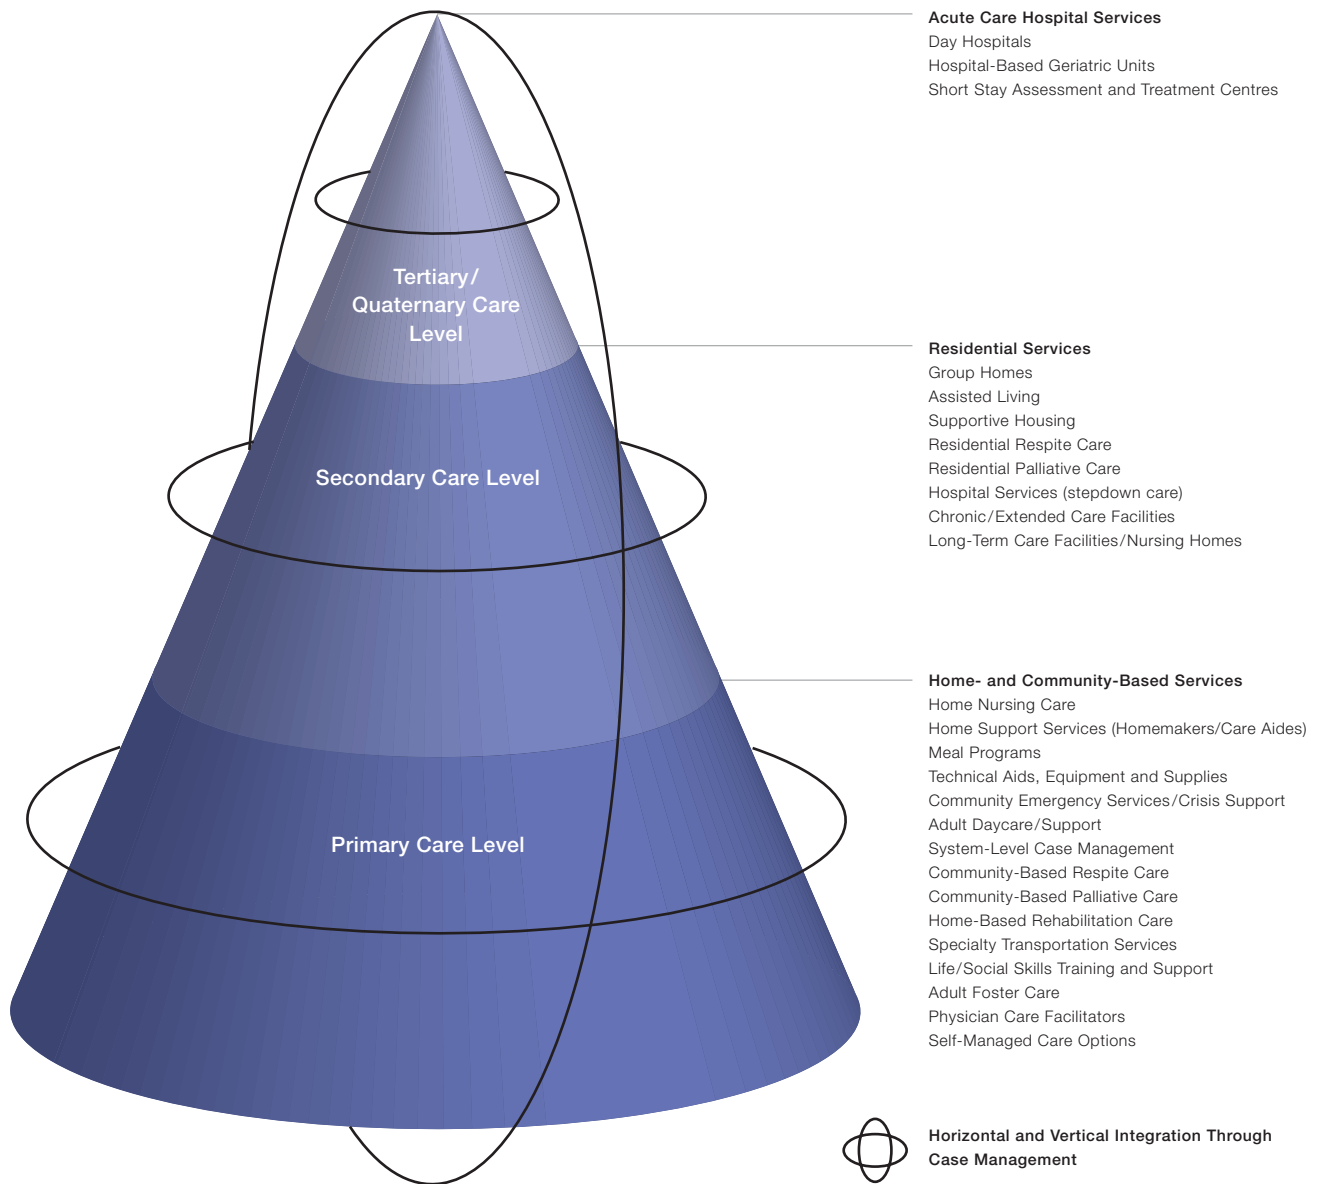 Acute Care Hospital Services
Day Hospitals
Hospital-Based Geriatric Units
Short Stay Assessment and Treatment Centres
Tertiary/
Quaternary Care
Level
Residential Services
Group Homes
Assisted Living
Supportive Housing
Residential Respite Care
Residential Palliative Care
Hospital Services (stepdown care)
Chronic/Extended Care Facilities
Long-Term Care Facilities/Nursing Homes
Secondary Care Level
Home- and Community-Based Services
Home Nursing Care
Home Support Services (Homemakers/Care Aides)
Meal Programs
Technical Aids, Equipment and Supplies
Community Emergency Services/Crisis Support
Adult Daycare/Support
System-Level Case Management
Community-Based Respite Care
Community-Based Palliative Care
Home-Based Rehabilitation Care
Specialty Transportation Services
Life/Social Skills Training and Support
Adult Foster Care
Physician Care Facilitators
Self-Managed Care Options
Primary Care Level
Horizontal and Vertical Integration Through
Case Management